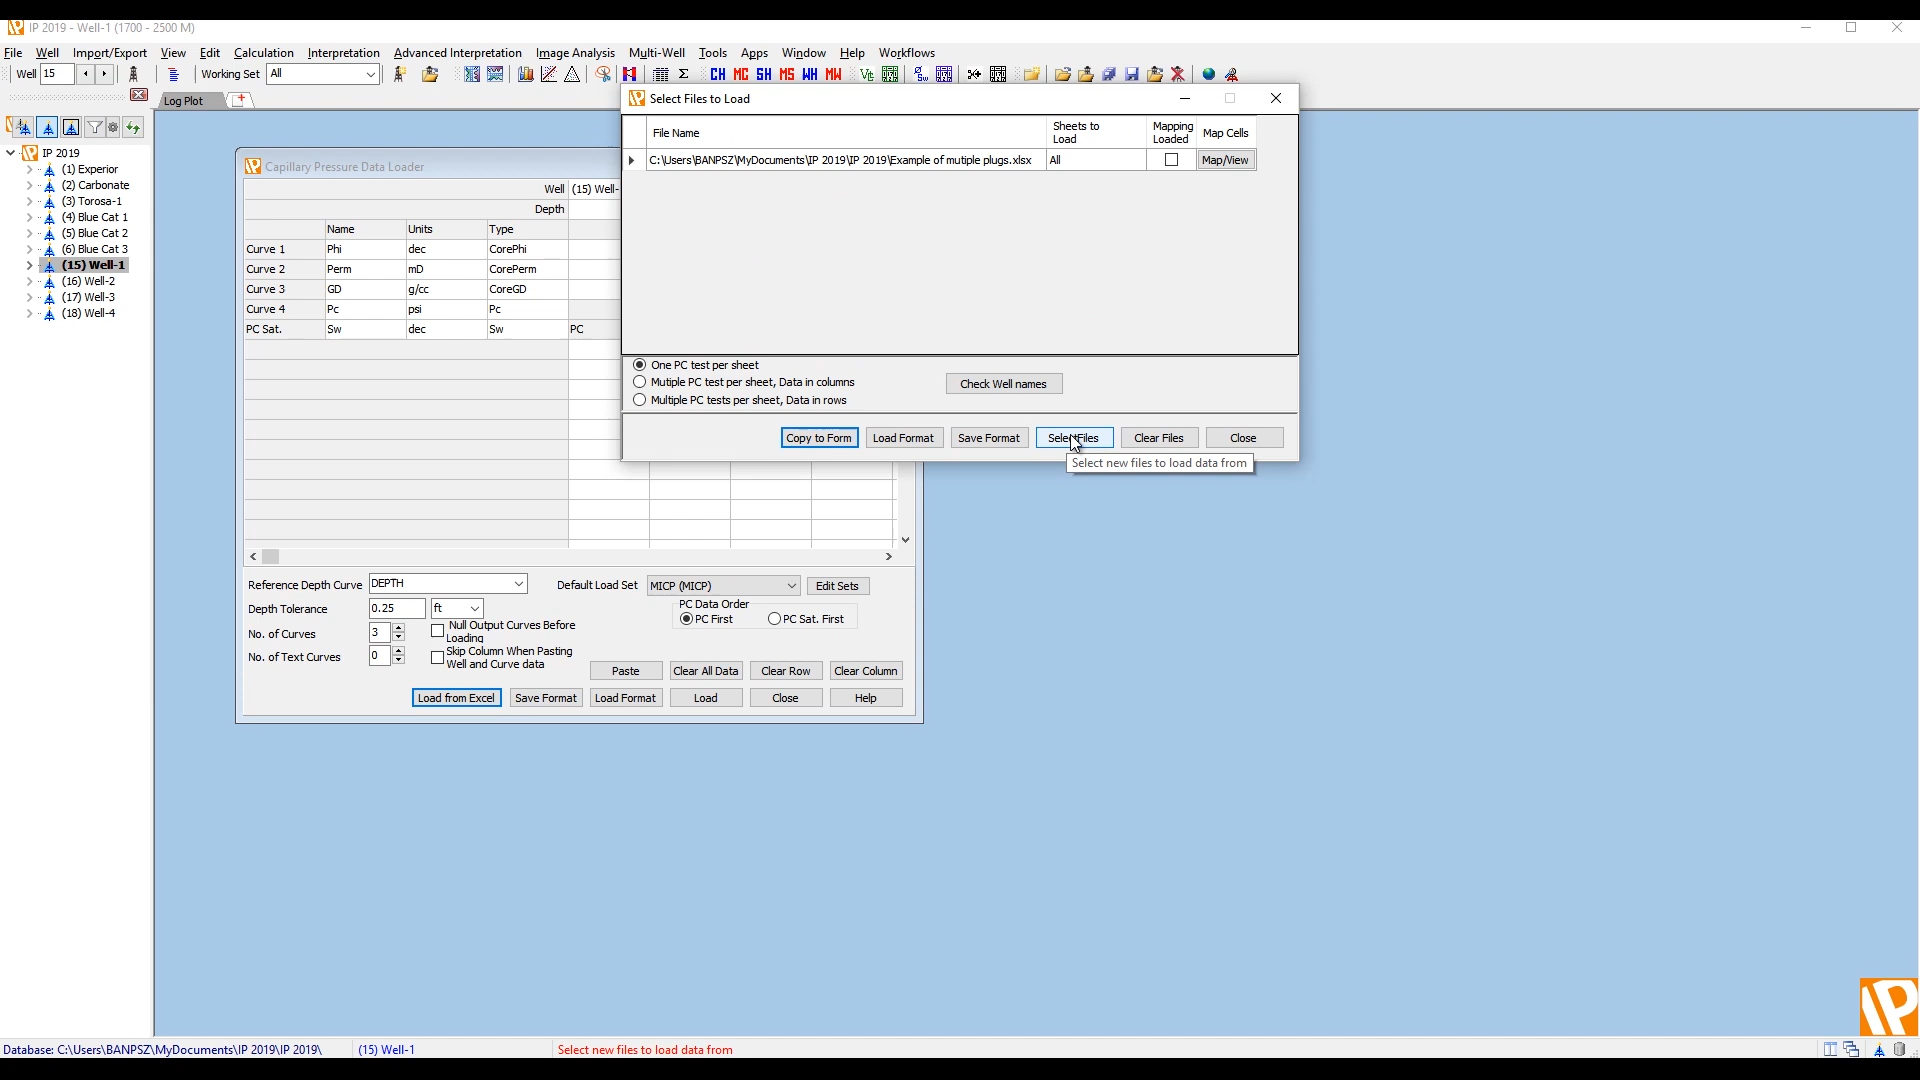 IP 2019 - Well-1 (1700 - 2500 M)
File Well Import/Export View Edit Calculation Interpretation Advanced Interpretation Image Analysis Multi-Well Tools Apps Window Help Workflows
Well 15 Working Set All CH MC SH MS WH MW
Log Plot
Select Files to Load
File Name Sheets to Load Mapping Loaded Map Cells
C:\Users\BANPSZ\MyDocuments\IP 2019\IP 2019\Example of mutiple plugs.xlsx All Map/View
One PC test per sheet
Mutiple PC test per sheet, Data in columns
Multiple PC tests per sheet, Data in rows
Check Well names
Copy to Form Load Format Save Format Select Files Clear Files Close
Select new files to load data from
IP 2019
(1) Experior
(2) Carbonate
(3) Torosa-1
(4) Blue Cat 1
(5) Blue Cat 2
(6) Blue Cat 3
(15) Well-1
(16) Well-2
(17) Well-3
(18) Well-4
Capillary Pressure Data Loader
Well (15) Well-
Depth
Name Units Type
Curve 1 Phi dec CorePhi
Curve 2 Perm mD CorePerm
Curve 3 GD g/cc CoreGD
Curve 4 Pc psi Pc
PC Sat. Sw dec Sw PC
Reference Depth Curve DEPTH Default Load Set MICP (MICP) Edit Sets
Depth Tolerance 0.25 ft PC Data Order
PC First PC Sat. First
No. of Curves 3 Null Output Curves Before Loading
No. of Text Curves 0 Skip Column When Pasting Well and Curve data
Paste Clear All Data Clear Row Clear Column
Load from Excel Save Format Load Format Load Close Help
IP
Database: C:\Users\BANPSZ\MyDocuments\IP 2019\IP 2019\ (15) Well-1 Select new files to load data from